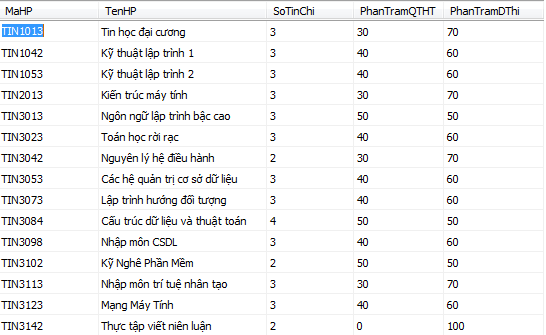 MaHP TenHP SoTinChi PhanTramQTHT PhanTramDThi
TIN1013 Tin học đại cương 3 30 70
TIN1042 Kỹ thuật lập trình 1 3 40 60
TIN1053 Kỹ thuật lập trình 2 3 40 60
TIN2013 Kiến trúc máy tính 3 30 70
TIN3013 Ngôn ngữ lập trình bậc cao 3 50 50
TIN3023 Toán học rời rạc 3 40 60
TIN3042 Nguyên lý hệ điều hành 2 30 70
TIN3053 Các hệ quản trị cơ sở dữ liệu 3 40 60
TIN3073 Lập trình hướng đối tượng 3 40 60
TIN3084 Cấu trúc dữ liệu và thuật toán 4 50 50
TIN3098 Nhập môn CSDL 3 40 60
TIN3102 Kỹ Nghê Phần Mềm 2 50 50
TIN3113 Nhập môn trí tuệ nhân tạo 3 30 70
TIN3123 Mạng Máy Tính 3 40 60
TIN3142 Thực tập viết niên luận 2 0 100